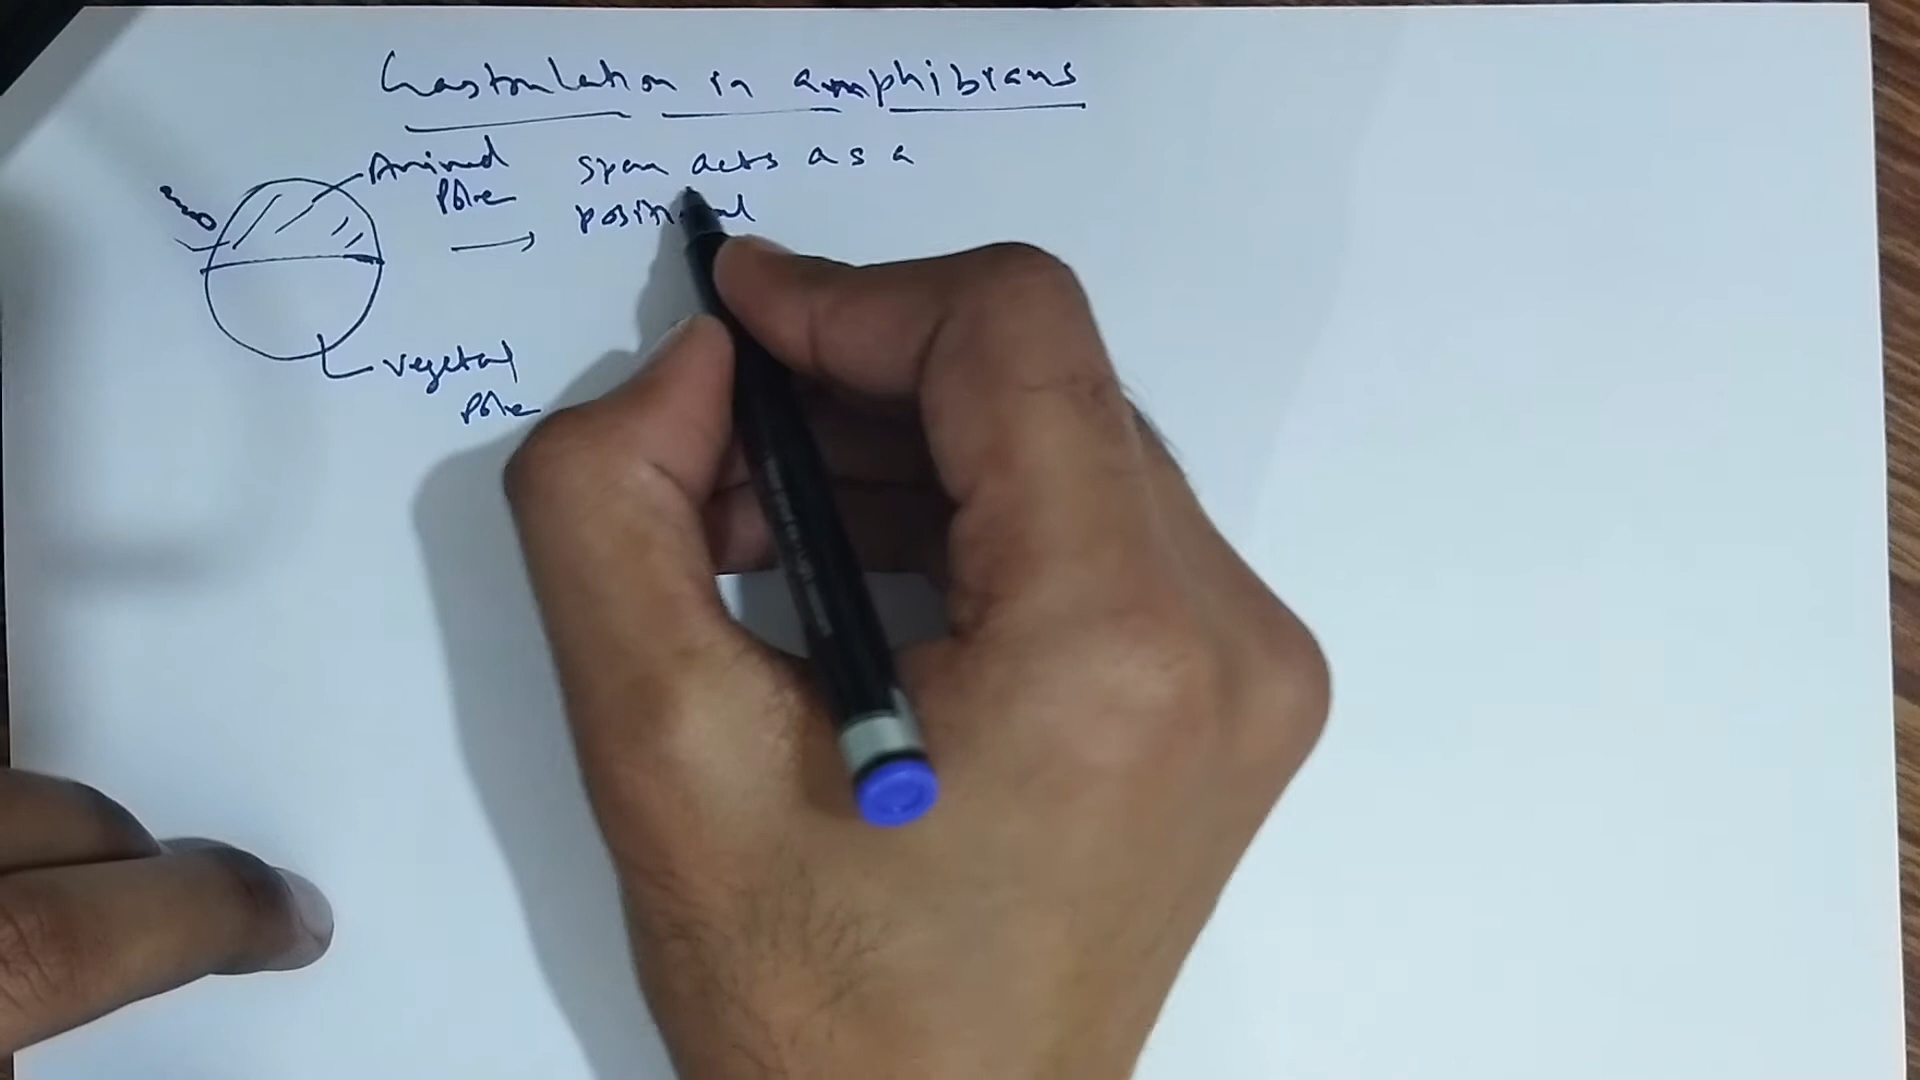 Gastrulation in amphibians
Animal
Pole
sperm acts as a
positional
Vegetal
Pole